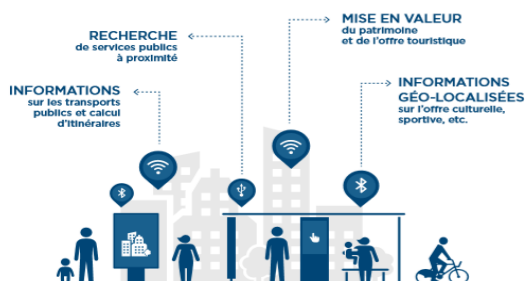 MISE EN VALEUR
du patrimoine
et de l'offre touristique
RECHERCHE
de services publics
à proximité
INFORMATIONS
GÉO-LOCALISÉES
sur l'offre culturelle,
sportive, etc.
INFORMATIONS
sur les transports
publics et calcul
d'itinéraires